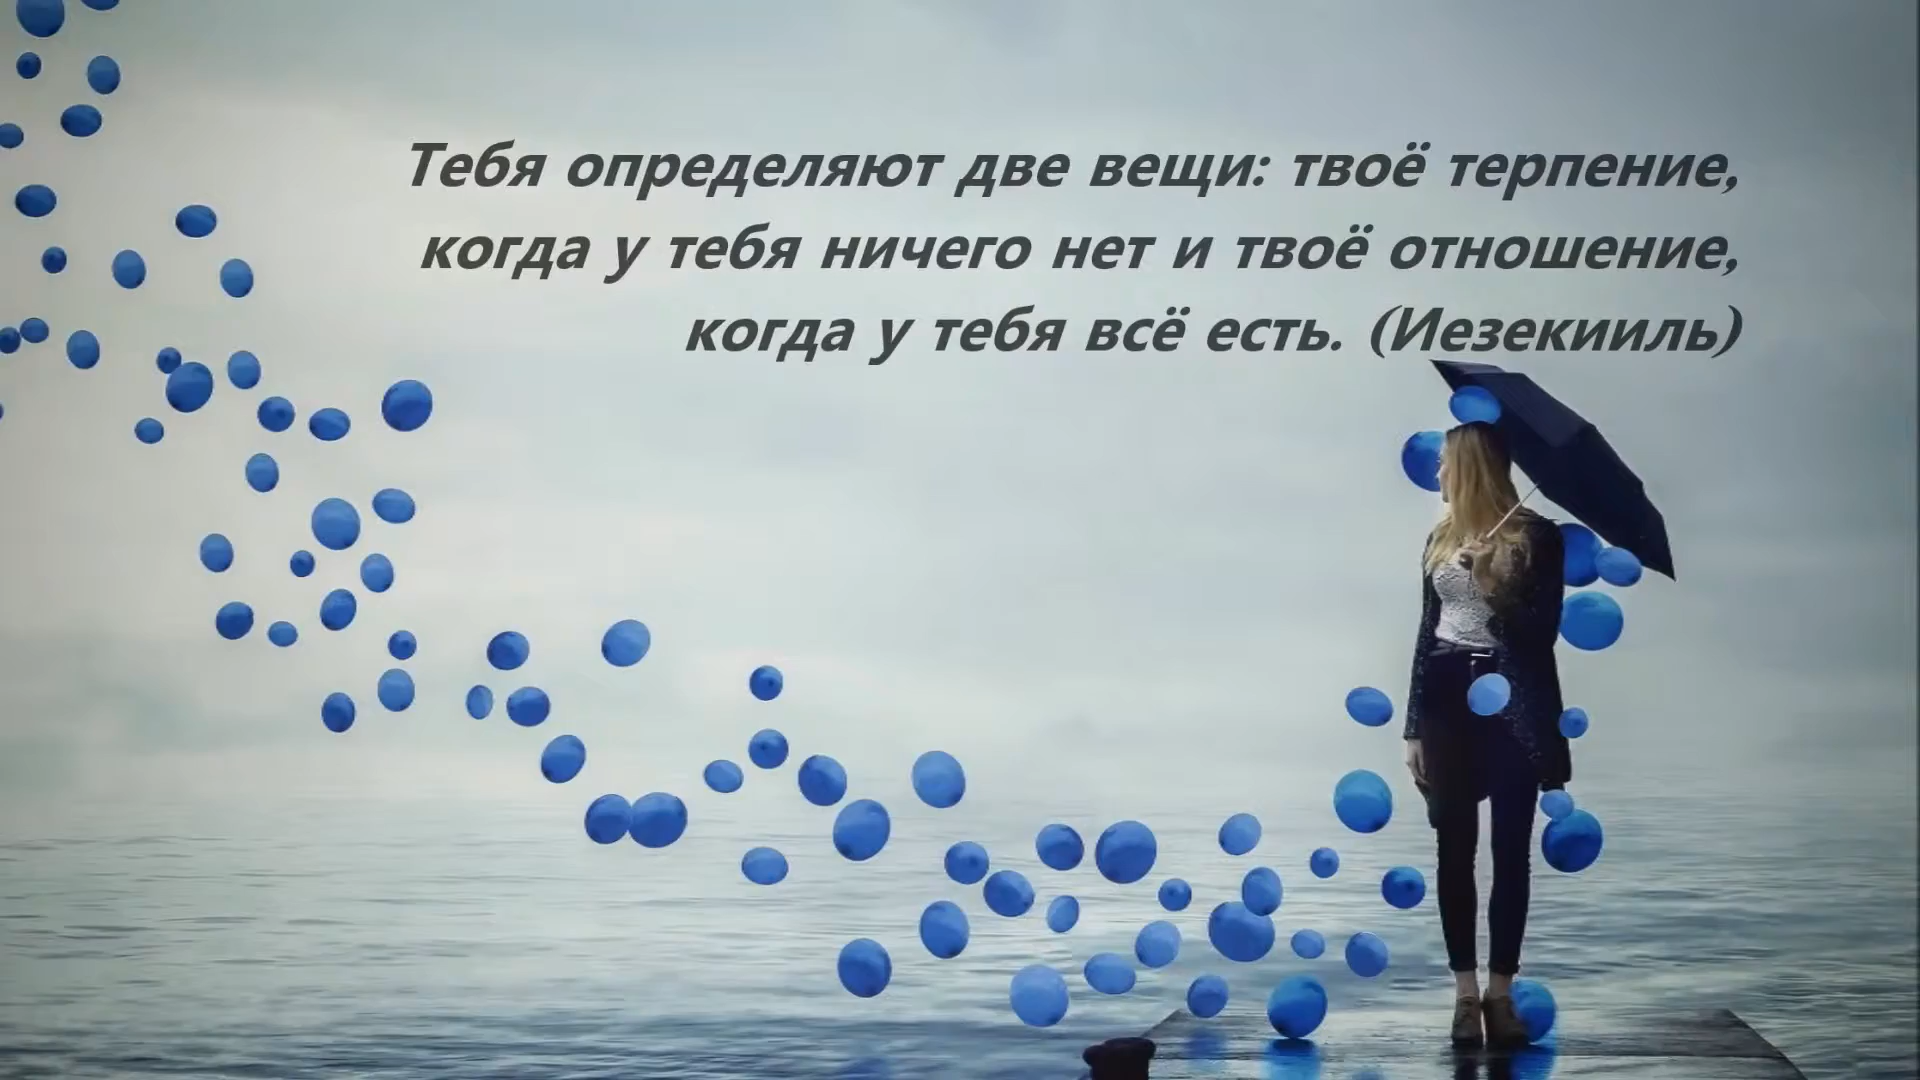 Тебя определяют две вещи: твоё терпение,
когда у тебя ничего нет и твоё отношение,
когда у тебя всё есть. (Иезекииль)